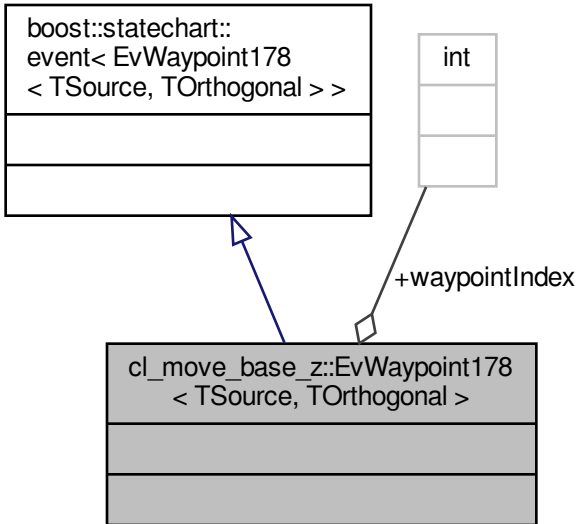 boost::statechart::
event< EvWaypoint178
< TSource, TOrthogonal > >
int
+waypointIndex
cl_move_base_z::EvWaypoint178
< TSource, TOrthogonal >